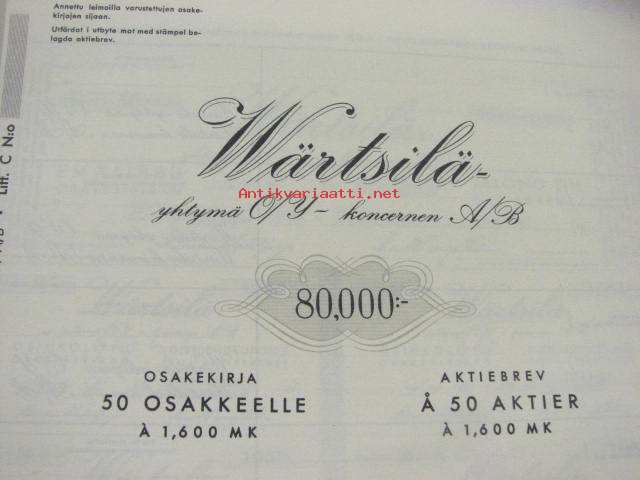 Annettu leimoilla varustettujen osake-
kirjojen sijaan.
Utfärdat i utbyte mot med stämpel be-
lagda aktiebrev.
Litt. C N:o
Wärtsilä-
Antikvariaatti.net
yhtymä O/Y – koncernen A/B
80,000:-
OSAKEKIRJA
50 OSAKKEELLE
À 1,600 MK
AKTIEBREV
Å 50 AKTIER
À 1,600 MK